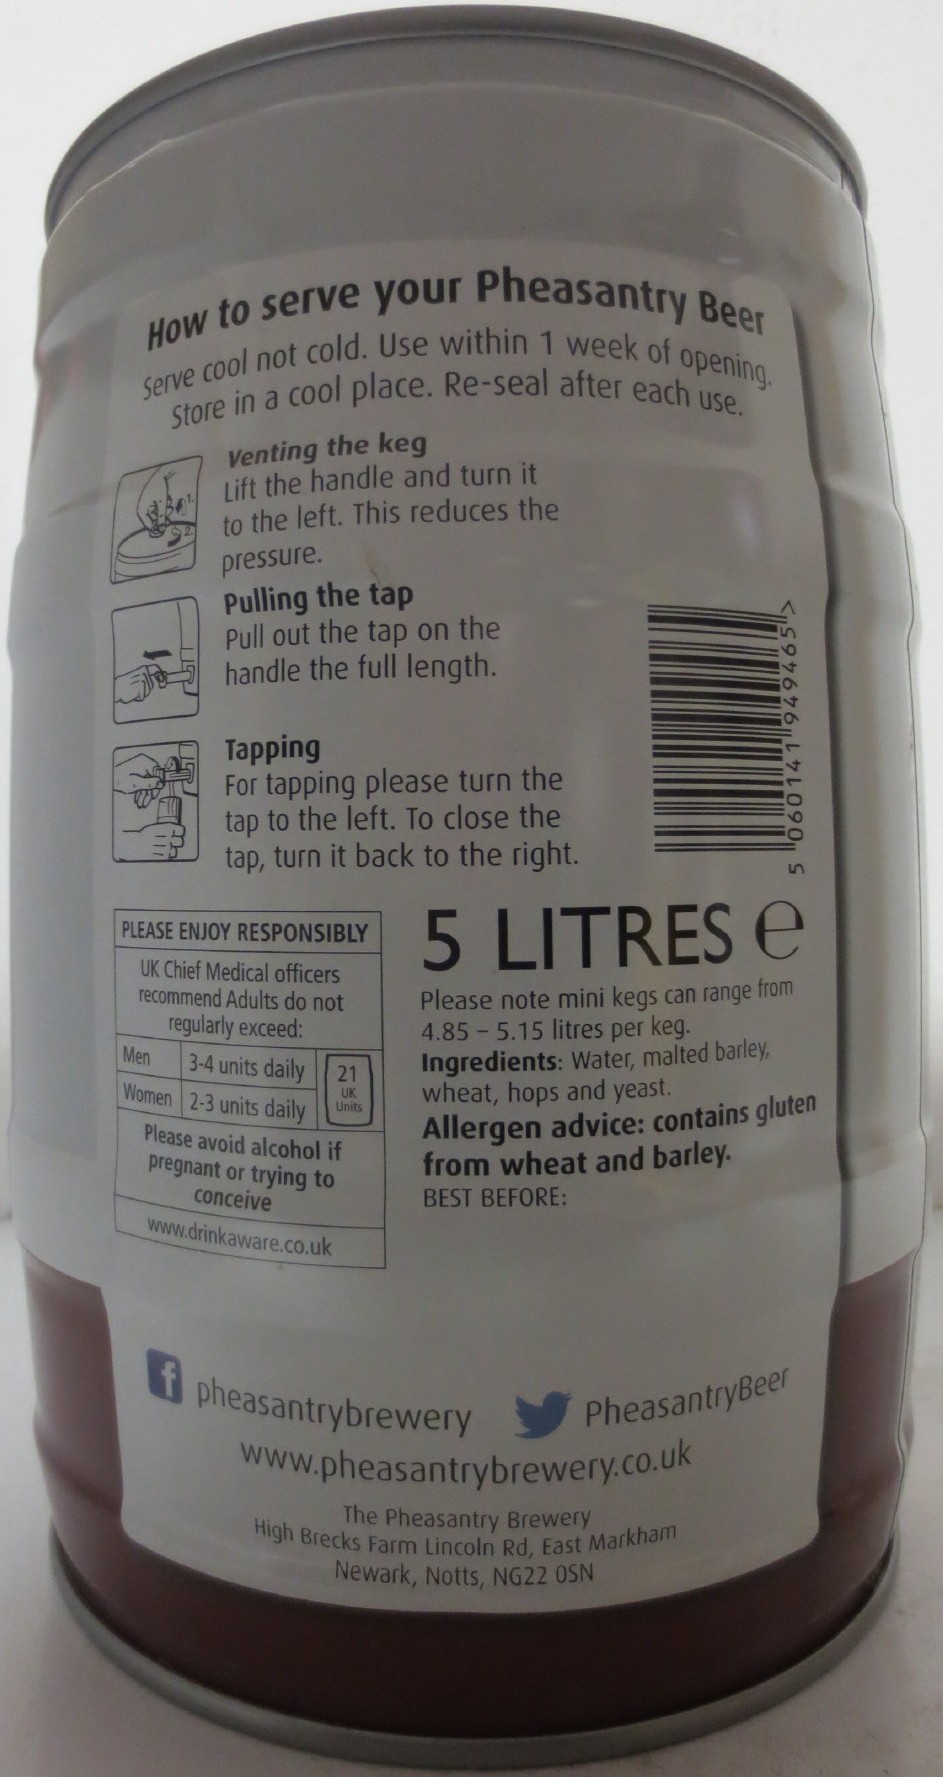 How to serve your Pheasantry Beer
Serve cool not cold. Use within 1 week of opening.
Store in a cool place. Re-seal after each use.
Venting the keg
Lift the handle and turn it
to the left. This reduces the
pressure.
1.
2.
Pulling the tap
Pull out the tap on the
handle the full length.
Tapping
For tapping please turn the
tap to the left. To close the
tap, turn it back to the right.
5 060141 949465 >
PLEASE ENJOY RESPONSIBLY
UK Chief Medical officers
recommend Adults do not
regularly exceed:
Men 3-4 units daily
Women 2-3 units daily
21
UK
Units
Please avoid alcohol if
pregnant or trying to
conceive
www.drinkaware.co.uk
5 LITRES e
Please note mini kegs can range from
4.85 - 5.15 litres per keg.
Ingredients: Water, malted barley,
wheat, hops and yeast.
Allergen advice: contains gluten
from wheat and barley.
BEST BEFORE:
f pheasantrybrewery PheasantryBeer
www.pheasantrybrewery.co.uk
The Pheasantry Brewery
High Brecks Farm Lincoln Rd, East Markham
Newark, Notts, NG22 0SN